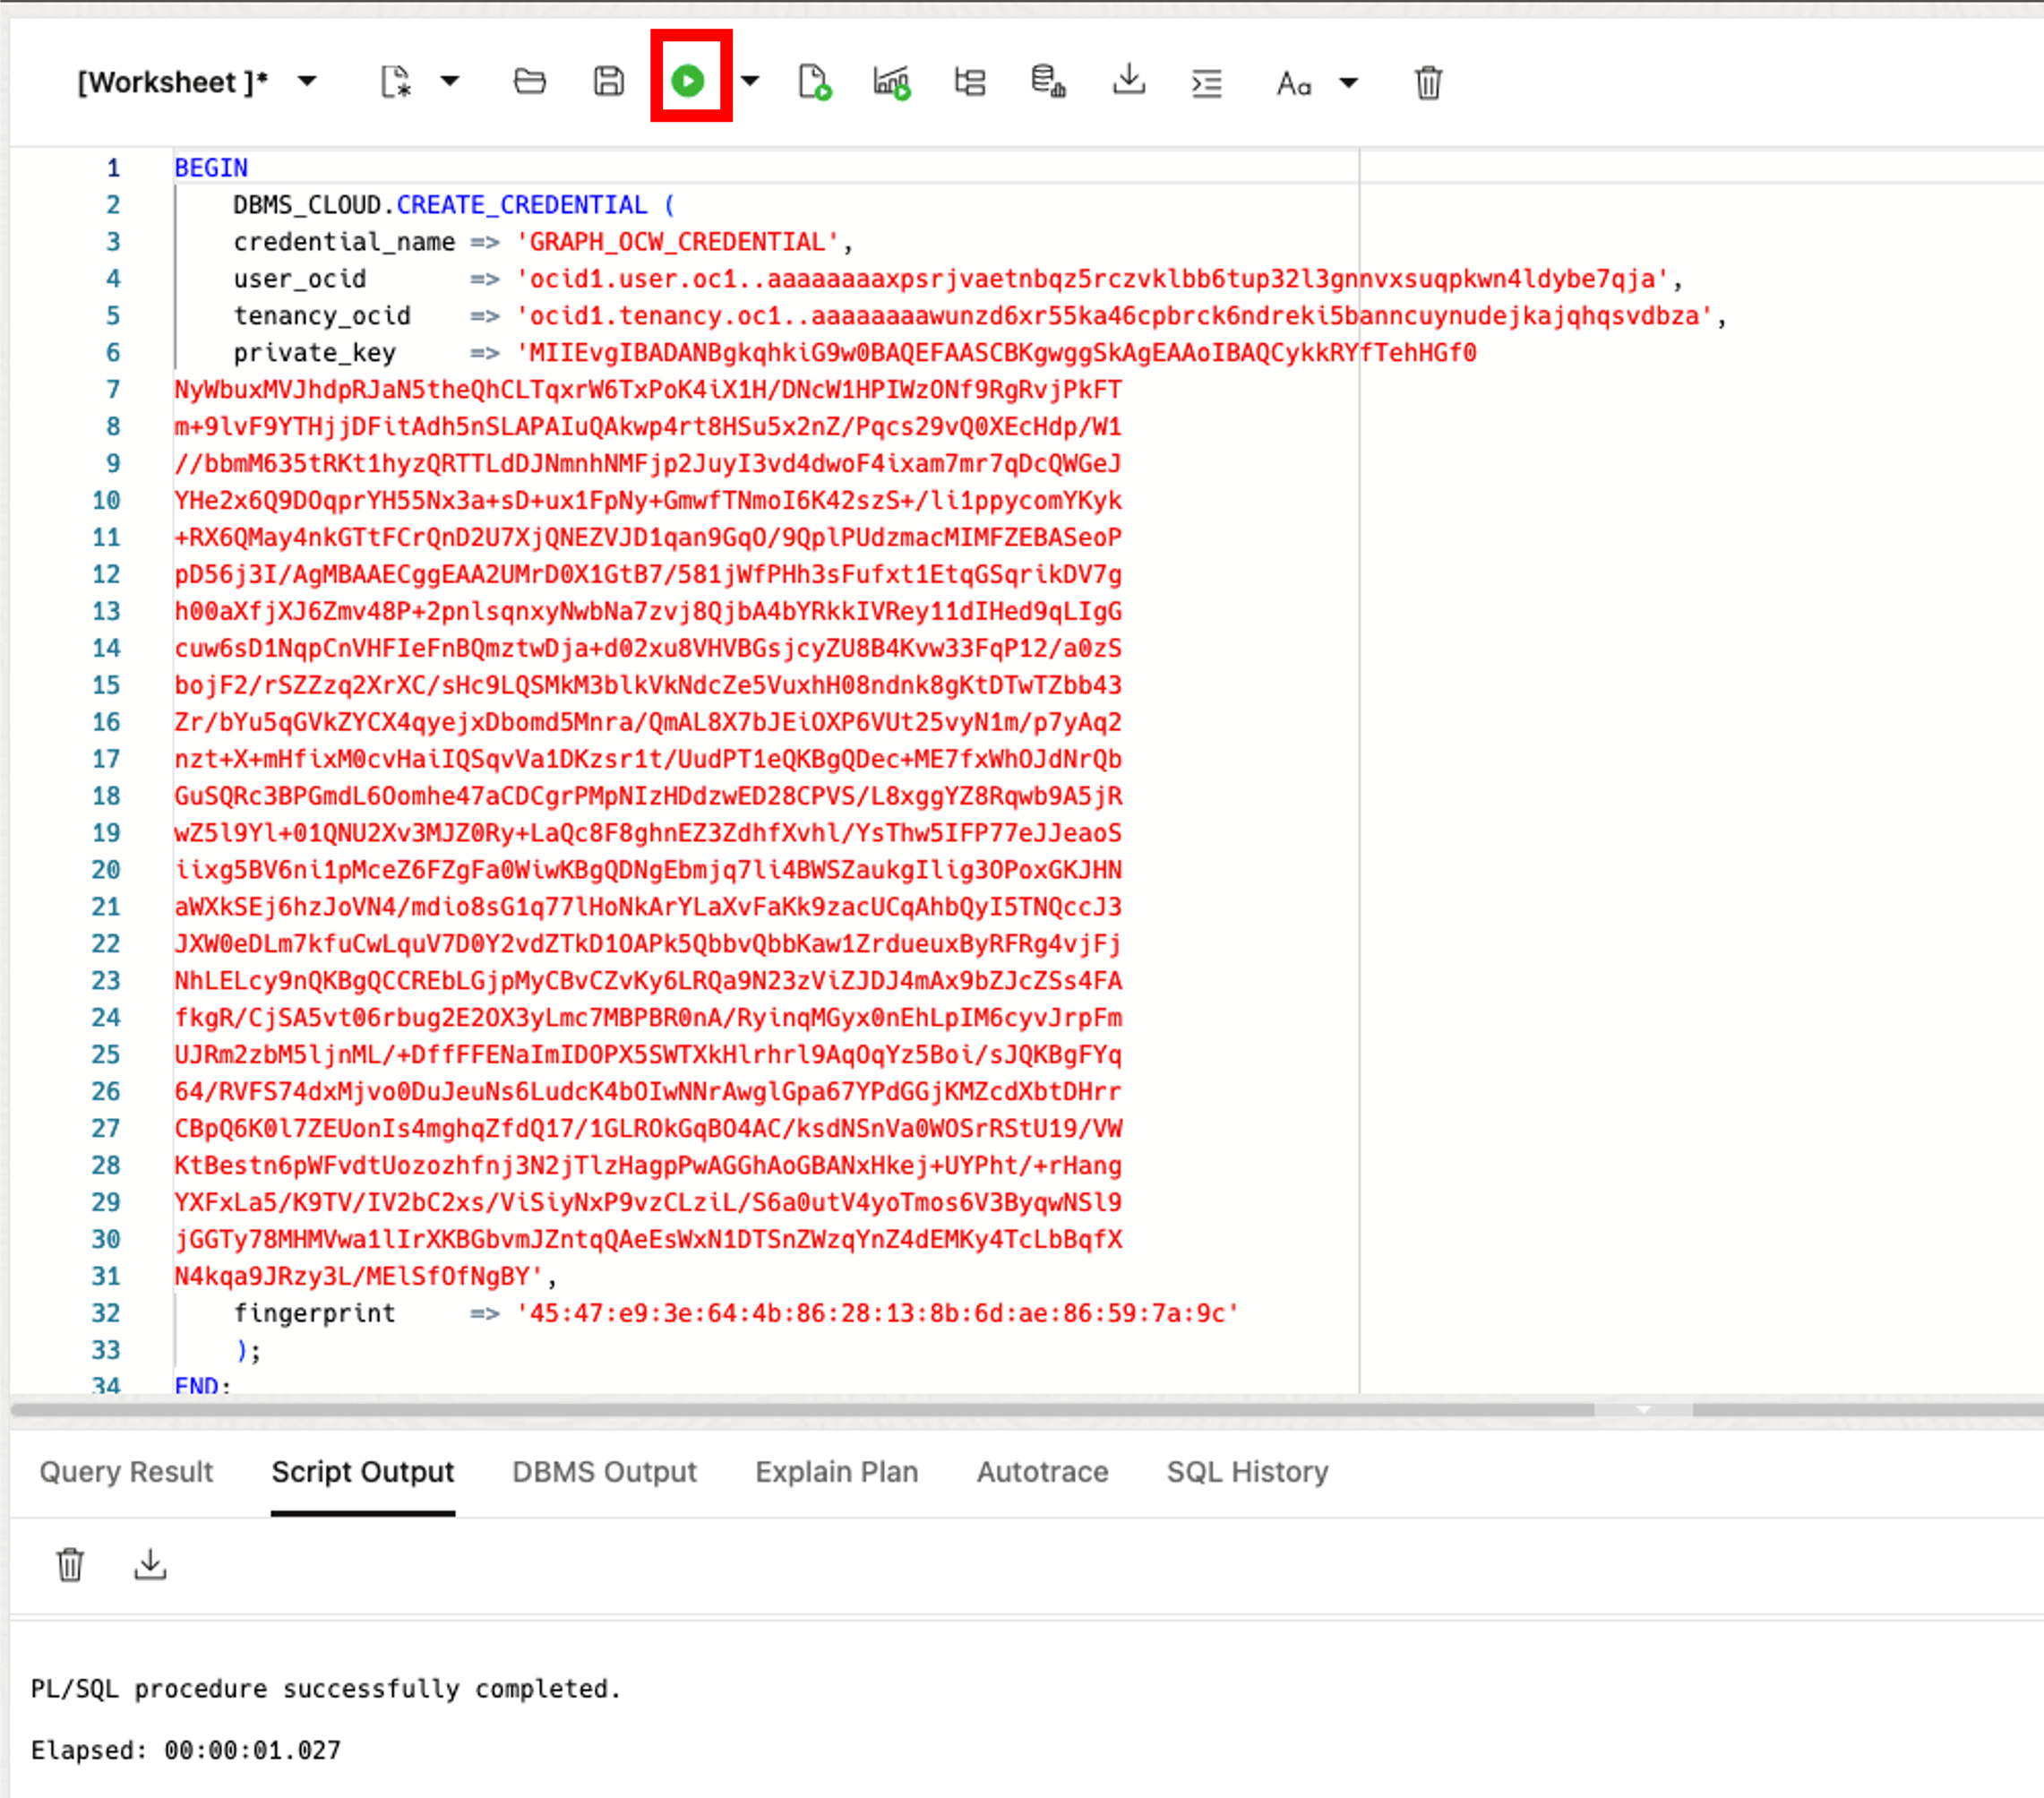 [Worksheet ]*
Aa
1 BEGIN
2 DBMS_CLOUD.CREATE_CREDENTIAL (
3 credential_name => 'GRAPH_OCW_CREDENTIAL',
4 user_ocid => 'ocid1.user.oc1..aaaaaaaaxpsrjvaetnbqz5rczvklbb6tup32l3gnnvxsuqpkwn4ldybe7qja',
5 tenancy_ocid => 'ocid1.tenancy.oc1..aaaaaaaawunzd6xr55ka46cpbrck6ndreki5banncuynudejkajqhqsvdbza',
6 private_key => 'MIIEvgIBADANBgkqhkiG9w0BAQEFAASCBKgwggSkAgEAAoIBAQCykkRYfTehHGf0
7 NyWbuxMVJhdpRJaN5theQhCLTqxrW6TxPoK4iX1H/DNcW1HPIWzONf9RgRvjPkFT
8 m+9lvF9YTHjjDFitAdh5nSLAPAIuQAkwp4rt8HSu5x2nZ/Pqcs29vQ0XEcHdp/W1
9 //bbmM635tRKt1hyzQRTTLdDJNmnhNMFjp2JuyI3vd4dwoF4ixam7mr7qDcQWGeJ
10 YHe2x6Q9DOqprYH55Nx3a+sD+ux1FpNy+GmwfTNmoI6K42szS+/li1ppycomYKyk
11 +RX6QMay4nkGTtFCrQnD2U7XjQNEZVJD1qan9GqO/9QplPUdzmacMIMFZEBASeoP
12 pD56j3I/AgMBAAECggEAA2UMrD0X1GtB7/581jWfPHh3sFufxt1EtqGSqrikDV7g
13 h00aXfjXJ6Zmv48P+2pnlsqnxyNwbNa7zvj8QjbA4bYRkkIVRey11dIHed9qLIgG
14 cuw6sD1NqpCnVHFIeFnBQmztwDja+d02xu8VHVBGsjcyZU8B4Kvw33FqP12/a0zS
15 bojF2/rSZZzq2XrXC/sHc9LQSMkM3blkVkNdcZe5VuxhH08ndnk8gKtDTwTZbb43
16 Zr/bYu5qGVkZYCX4qyejxDbomd5Mnra/QmAL8X7bJEiOXP6VUt25vyN1m/p7yAq2
17 nzt+X+mHfixM0cvHaiIQSqvVa1DKzsr1t/UudPT1eQKBgQDec+ME7fxWhOJdNrQb
18 GuSQRc3BPGmdL6Oomhe47aCDCgrPMpNIzHDdzwED28CPVS/L8xggYZ8Rqwb9A5jR
19 wZ5l9Yl+01QNU2Xv3MJZ0Ry+LaQc8F8ghnEZ3ZdhfXvhl/YsThw5IFP77eJJeaoS
20 iixg5BV6ni1pMceZ6FZgFa0WiwKBgQDNgEbmjq7li4BWSZaukgIlig3OPoxGKJHN
21 aWXkSEj6hzJoVN4/mdio8sG1q77lHoNkArYLaXvFaKk9zacUCqAhbQyI5TNQccJ3
22 JXW0eDLm7kfuCwLquV7D0Y2vdZTkD1OAPk5QbbvQbbKaw1ZrdueuxByRFRg4vjFj
23 NhLELcy9nQKBgQCCREbLGjpMyCBvCZvKy6LRQa9N23zViZJDJ4mAx9bZJcZSs4FA
24 fkgR/CjSA5vt06rbug2E2OX3yLmc7MBPBR0nA/RyinqMGyx0nEhLpIM6cyvJrpFm
25 UJRm2zbM5ljnML/+DffFFENaImIDOPX5SWTXkHlrhrl9AqOqYz5Boi/sJQKBgFYq
26 64/RVFS74dxMjvo0DuJeuNs6LudcK4bOIwNNrAwglGpa67YPdGGjKMZcdXbtDHrr
27 CBpQ6K0l7ZEUonIs4mghqZfdQ17/1GLROkGqBO4AC/ksdNSnVa0WOSrRStU19/VW
28 KtBestn6pWFvdtUozozhfnj3N2jTlzHagpPwAGGhAoGBANxHkej+UYPht/+rHang
29 YXFxLa5/K9TV/IV2bC2xs/ViSiyNxP9vzCLziL/S6a0utV4yoTmos6V3ByqwNSl9
30 jGGTy78MHMVwa1lIrXKBGbvmJZntqQAeEsWxN1DTSnZWzqYnZ4dEMKy4TcLbBqfX
31 N4kqa9JRzy3L/MElSfOfNgBY',
32 fingerprint => '45:47:e9:3e:64:4b:86:28:13:8b:6d:ae:86:59:7a:9c'
33 );
34 END;
Query Result Script Output DBMS Output Explain Plan Autotrace SQL History
PL/SQL procedure successfully completed.
Elapsed: 00:00:01.027